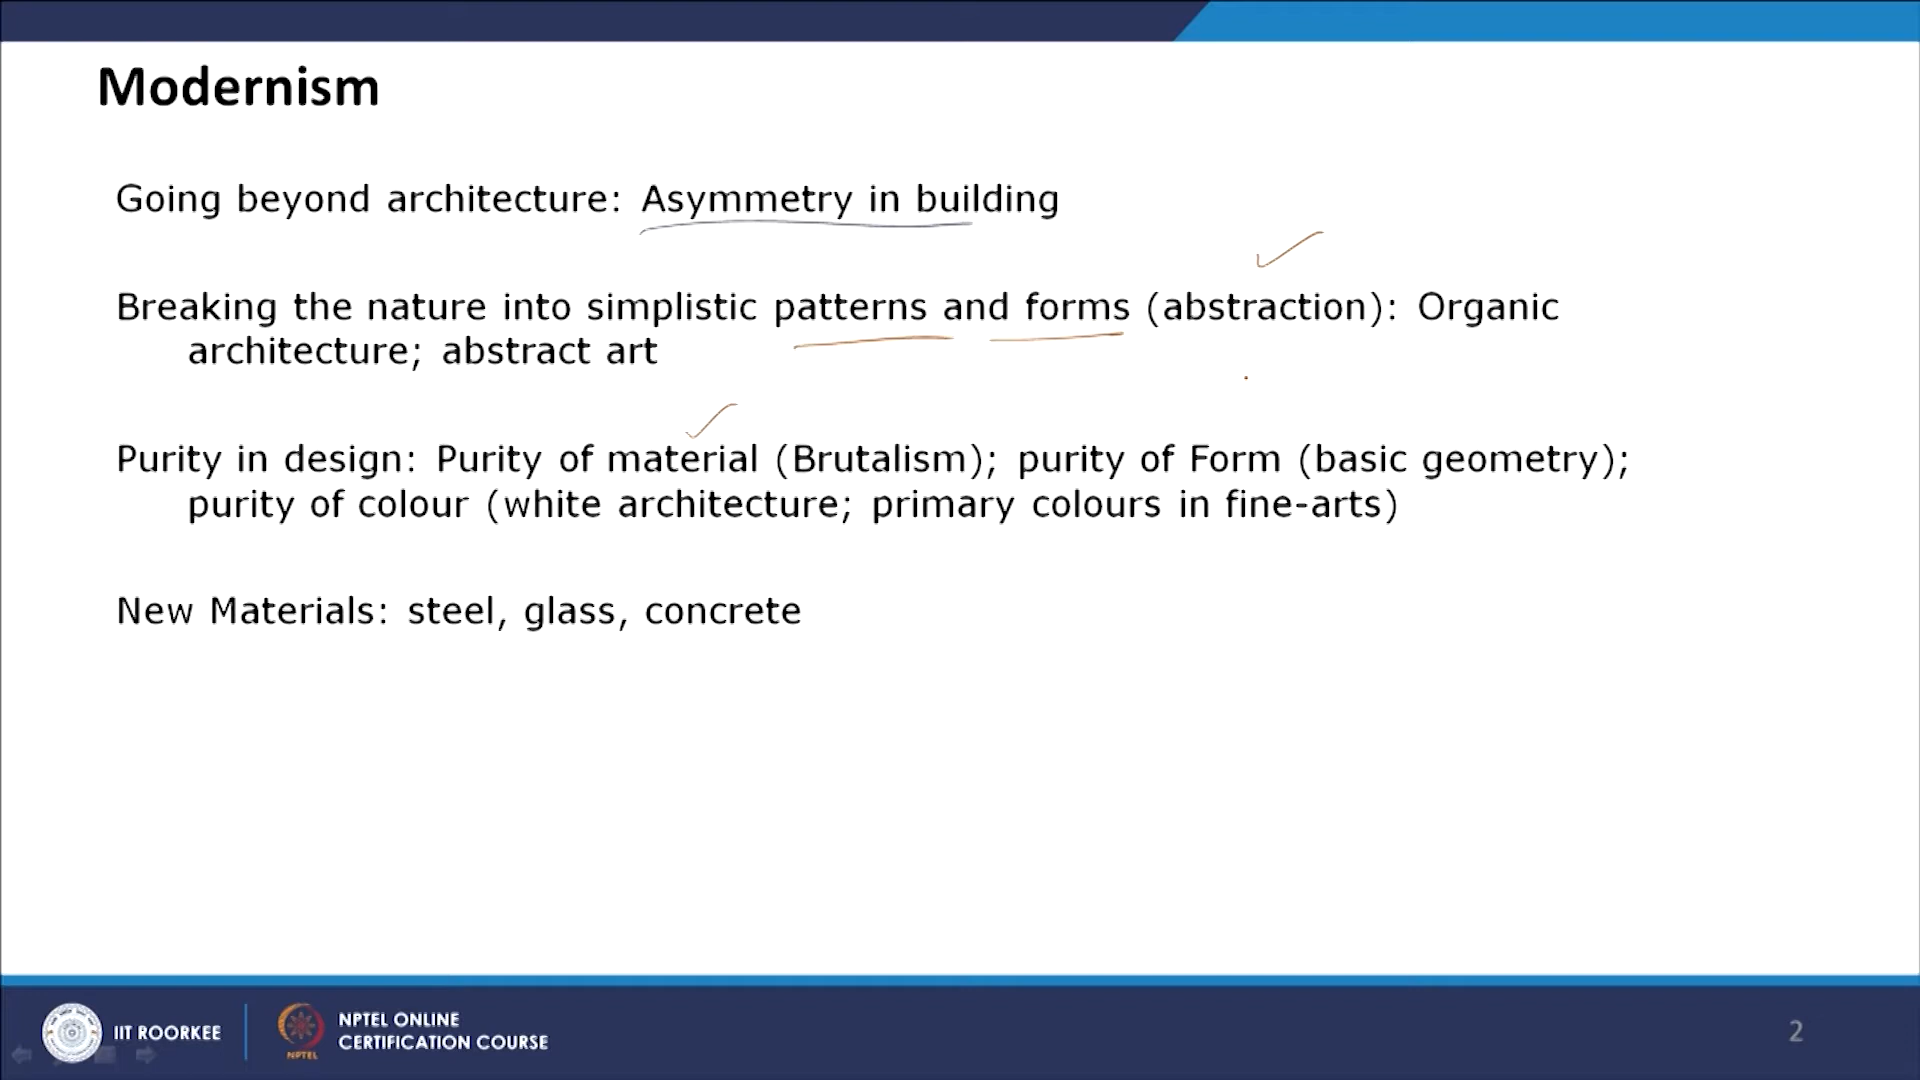 Modernism
Going beyond architecture: Asymmetry in building
Breaking the nature into simplistic patterns and forms (abstraction): Organic
architecture; abstract art
Purity in design: Purity of material (Brutalism); purity of Form (basic geometry);
purity of colour (white architecture; primary colours in fine-arts)
New Materials: steel, glass, concrete
IIT ROORKEE
NPTEL
NPTEL ONLINE
CERTIFICATION COURSE
2